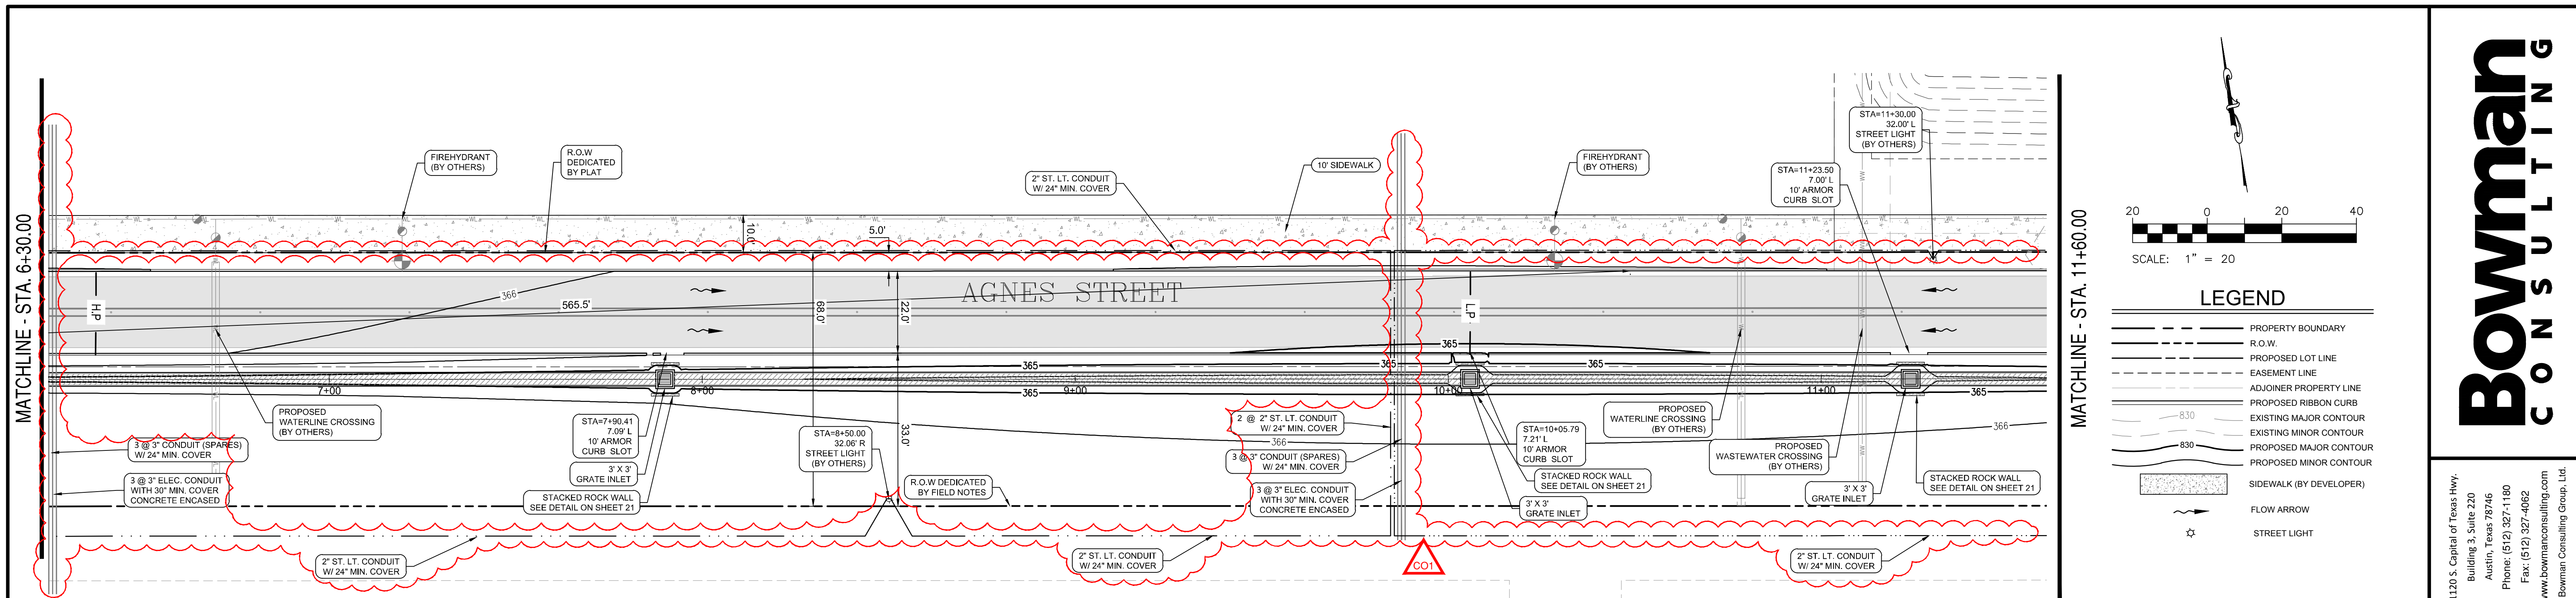 MATCHLINE - STA. 6+30.00
FIREHYDRANT
(BY OTHERS)
R.O.W
DEDICATED
BY PLAT
2" ST. LT. CONDUIT
W/ 24" MIN. COVER
10' SIDEWALK
FIREHYDRANT
(BY OTHERS)
STA=11+23.50
7.00' L
10' ARMOR
CURB SLOT
STA=11+30.00
32.00' L
STREET LIGHT
(BY OTHERS)
WL
WL
WL
WL
WL
WL
WL
WL
WL
WL
WW
WW
10.0'
5.0'
H.P
366
565.5'
68.0'
22.0'
AGNES STREET
L.P
365
365
365
365
365
365
365
7+00
8+00
9+00
10+00
11+00
33.0'
366
366
PROPOSED
WATERLINE CROSSING
(BY OTHERS)
3 @ 3" CONDUIT (SPARES)
W/ 24" MIN. COVER
3 @ 3" ELEC. CONDUIT
WITH 30" MIN. COVER
CONCRETE ENCASED
STA=7+90.41
7.09' L
10' ARMOR
CURB SLOT
3' X 3'
GRATE INLET
STACKED ROCK WALL
SEE DETAIL ON SHEET 21
STA=8+50.00
32.06' R
STREET LIGHT
(BY OTHERS)
R.O.W DEDICATED
BY FIELD NOTES
2 @ 2" ST. LT. CONDUIT
W/ 24" MIN. COVER
3 @ 3" CONDUIT (SPARES)
W/ 24" MIN. COVER
3 @ 3" ELEC. CONDUIT
WITH 30" MIN. COVER
CONCRETE ENCASED
STA=10+05.79
7.21' L
10' ARMOR
CURB SLOT
STACKED ROCK WALL
SEE DETAIL ON SHEET 21
3' X 3'
GRATE INLET
PROPOSED
WATERLINE CROSSING
(BY OTHERS)
PROPOSED
WASTEWATER CROSSING
(BY OTHERS)
3' X 3'
GRATE INLET
STACKED ROCK WALL
SEE DETAIL ON SHEET 21
2" ST. LT. CONDUIT
W/ 24" MIN. COVER
2" ST. LT. CONDUIT
W/ 24" MIN. COVER
2" ST. LT. CONDUIT
W/ 24" MIN. COVER
CO1
MATCHLINE - STA. 11+60.00
20 0 20 40
SCALE: 1" = 20
LEGEND
PROPERTY BOUNDARY
R.O.W.
PROPOSED LOT LINE
EASEMENT LINE
ADJOINER PROPERTY LINE
PROPOSED RIBBON CURB
830 EXISTING MAJOR CONTOUR
EXISTING MINOR CONTOUR
830 PROPOSED MAJOR CONTOUR
PROPOSED MINOR CONTOUR
SIDEWALK (BY DEVELOPER)
FLOW ARROW
STREET LIGHT
Bowman
CONSULTING
1120 S. Capital of Texas Hwy.
Building 3, Suite 220
Austin, Texas 78746
Phone: (512) 327-1180
Fax: (512) 327-4062
www.bowmanconsulting.com
Bowman Consulting Group, Ltd.